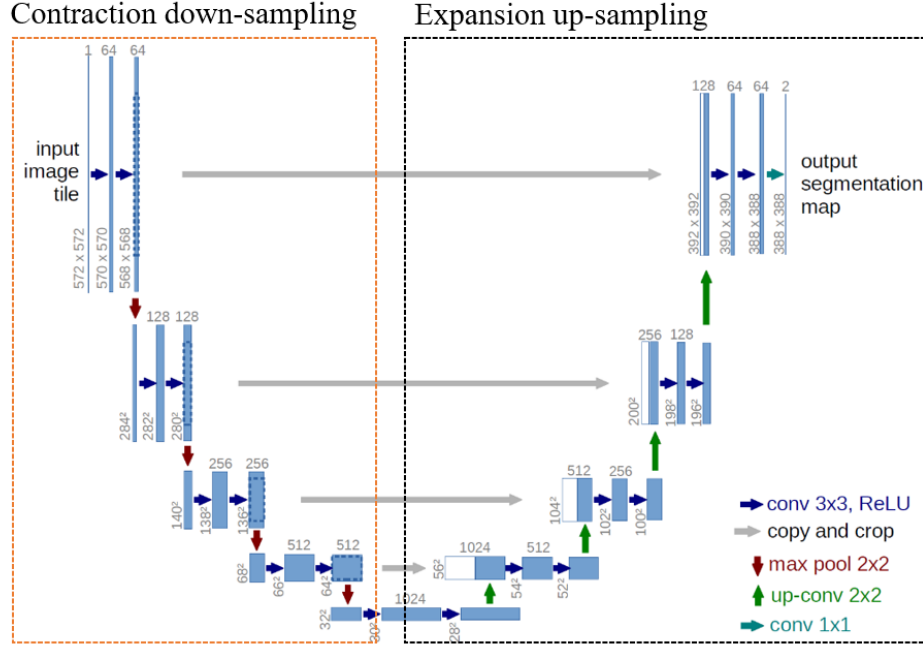 Contraction down-sampling
Expansion up-sampling
1 64 64
input
image
tile
572 x 572
570 x 570
568 x 568
128 64 64 2
output
segmentation
map
392 x 392
390 x 390
388 x 388
388 x 388
128 128
284²
282²
280²
256 128
200²
198²
196²
256 256
140²
138²
136²
512 256
104²
102²
100²
512 512
68²
66²
64²
1024 512
56²
54²
52²
1024
32²
30²
28²
conv 3x3, ReLU
copy and crop
max pool 2x2
up-conv 2x2
conv 1x1